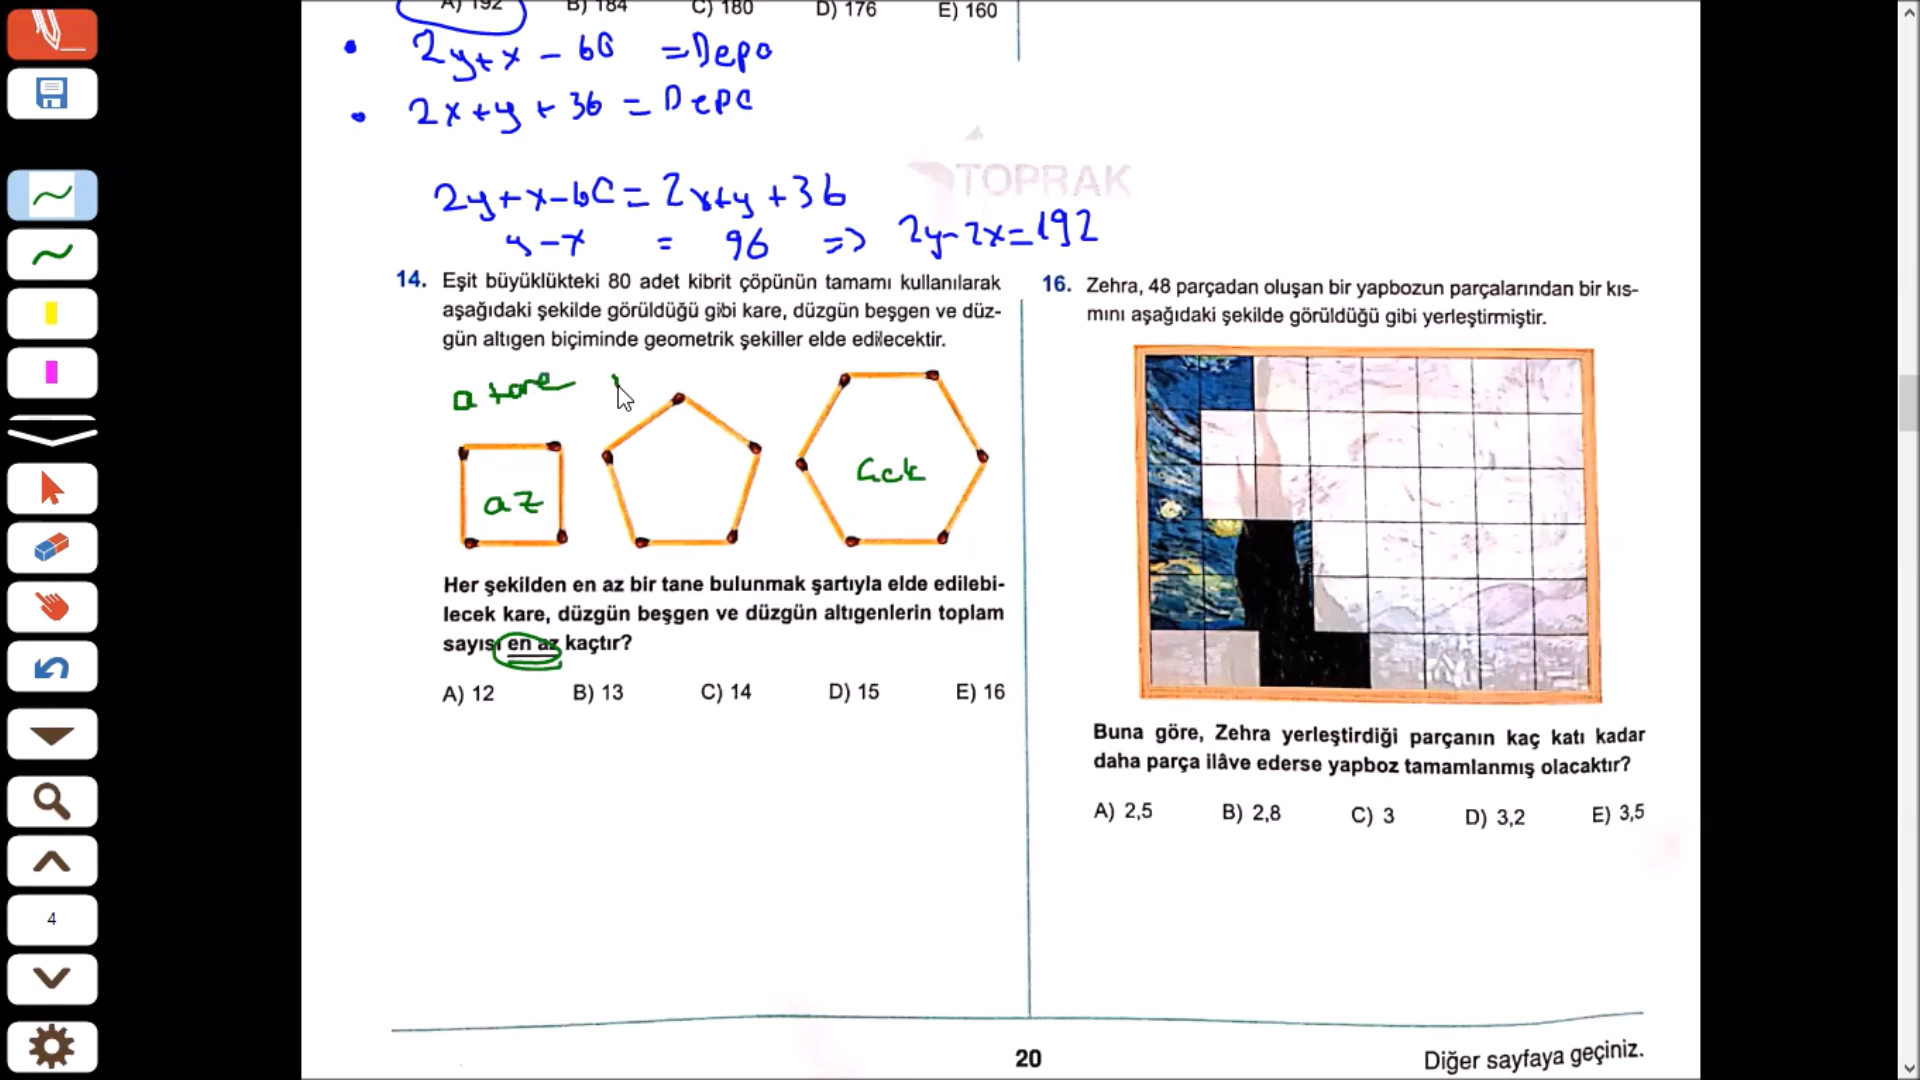 A) 192 B) 184 C) 180 D) 176 E) 160
2y+x - 60 = Depo
2x+y + 36 = Depo
TOPRAK
2y+x-60 = 2x+y+36
y-x = 96 => 2y-2x=192
14. Eşit büyüklükteki 80 adet kibrit çöpünün tamamı kullanılarak
aşağıdaki şekilde görüldüğü gibi kare, düzgün beşgen ve düz-
gün altıgen biçiminde geometrik şekiller elde edilecektir.
a tane
az
Çok
Her şekilden en az bir tane bulunmak şartıyla elde edilebi-
lecek kare, düzgün beşgen ve düzgün altıgenlerin toplam
sayısı en az kaçtır?
A) 12 B) 13 C) 14 D) 15 E) 16
16. Zehra, 48 parçadan oluşan bir yapbozun parçalarından bir kıs-
mını aşağıdaki şekilde görüldüğü gibi yerleştirmiştir.
Buna göre, Zehra yerleştirdiği parçanın kaç katı kadar
daha parça ilâve ederse yapboz tamamlanmış olacaktır?
A) 2,5 B) 2,8 C) 3 D) 3,2 E) 3,5
4
20
Diğer sayfaya geçiniz.